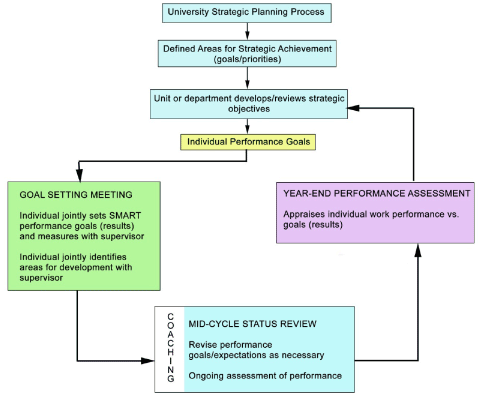 University Strategic Planning Process
Defined Areas for Strategic Achievement
(goals/priorities)
Unit or department develops/reviews strategic
objectives
Individual Performance Goals
GOAL SETTING MEETING
Individual jointly sets SMART
performance goals (results)
and measures with supervisor
Individual jointly identifies
areas for development with
supervisor
YEAR-END PERFORMANCE ASSESSMENT
Appraises individual work performance vs.
goals (results)
COACHING
MID-CYCLE STATUS REVIEW
Revise performance
goals/expectations as necessary
Ongoing assessment of performance